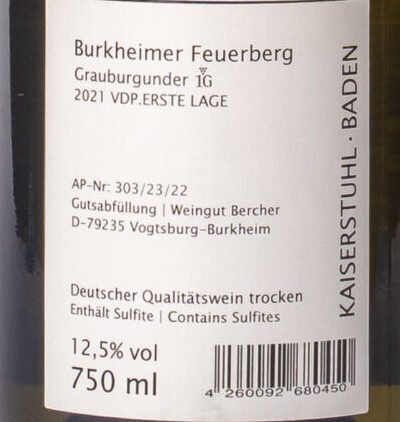 Burkheimer Feuerberg
Grauburgunder 1G
2021 VDP.ERSTE LAGE
AP-Nr: 303/23/22
Gutsabfüllung | Weingut Bercher
D-79235 Vogtsburg-Burkheim
Deutscher Qualitätswein trocken
Enthält Sulfite | Contains Sulfites
12,5% vol
750 ml
4 260092 680450
KAISERSTUHL · BADEN